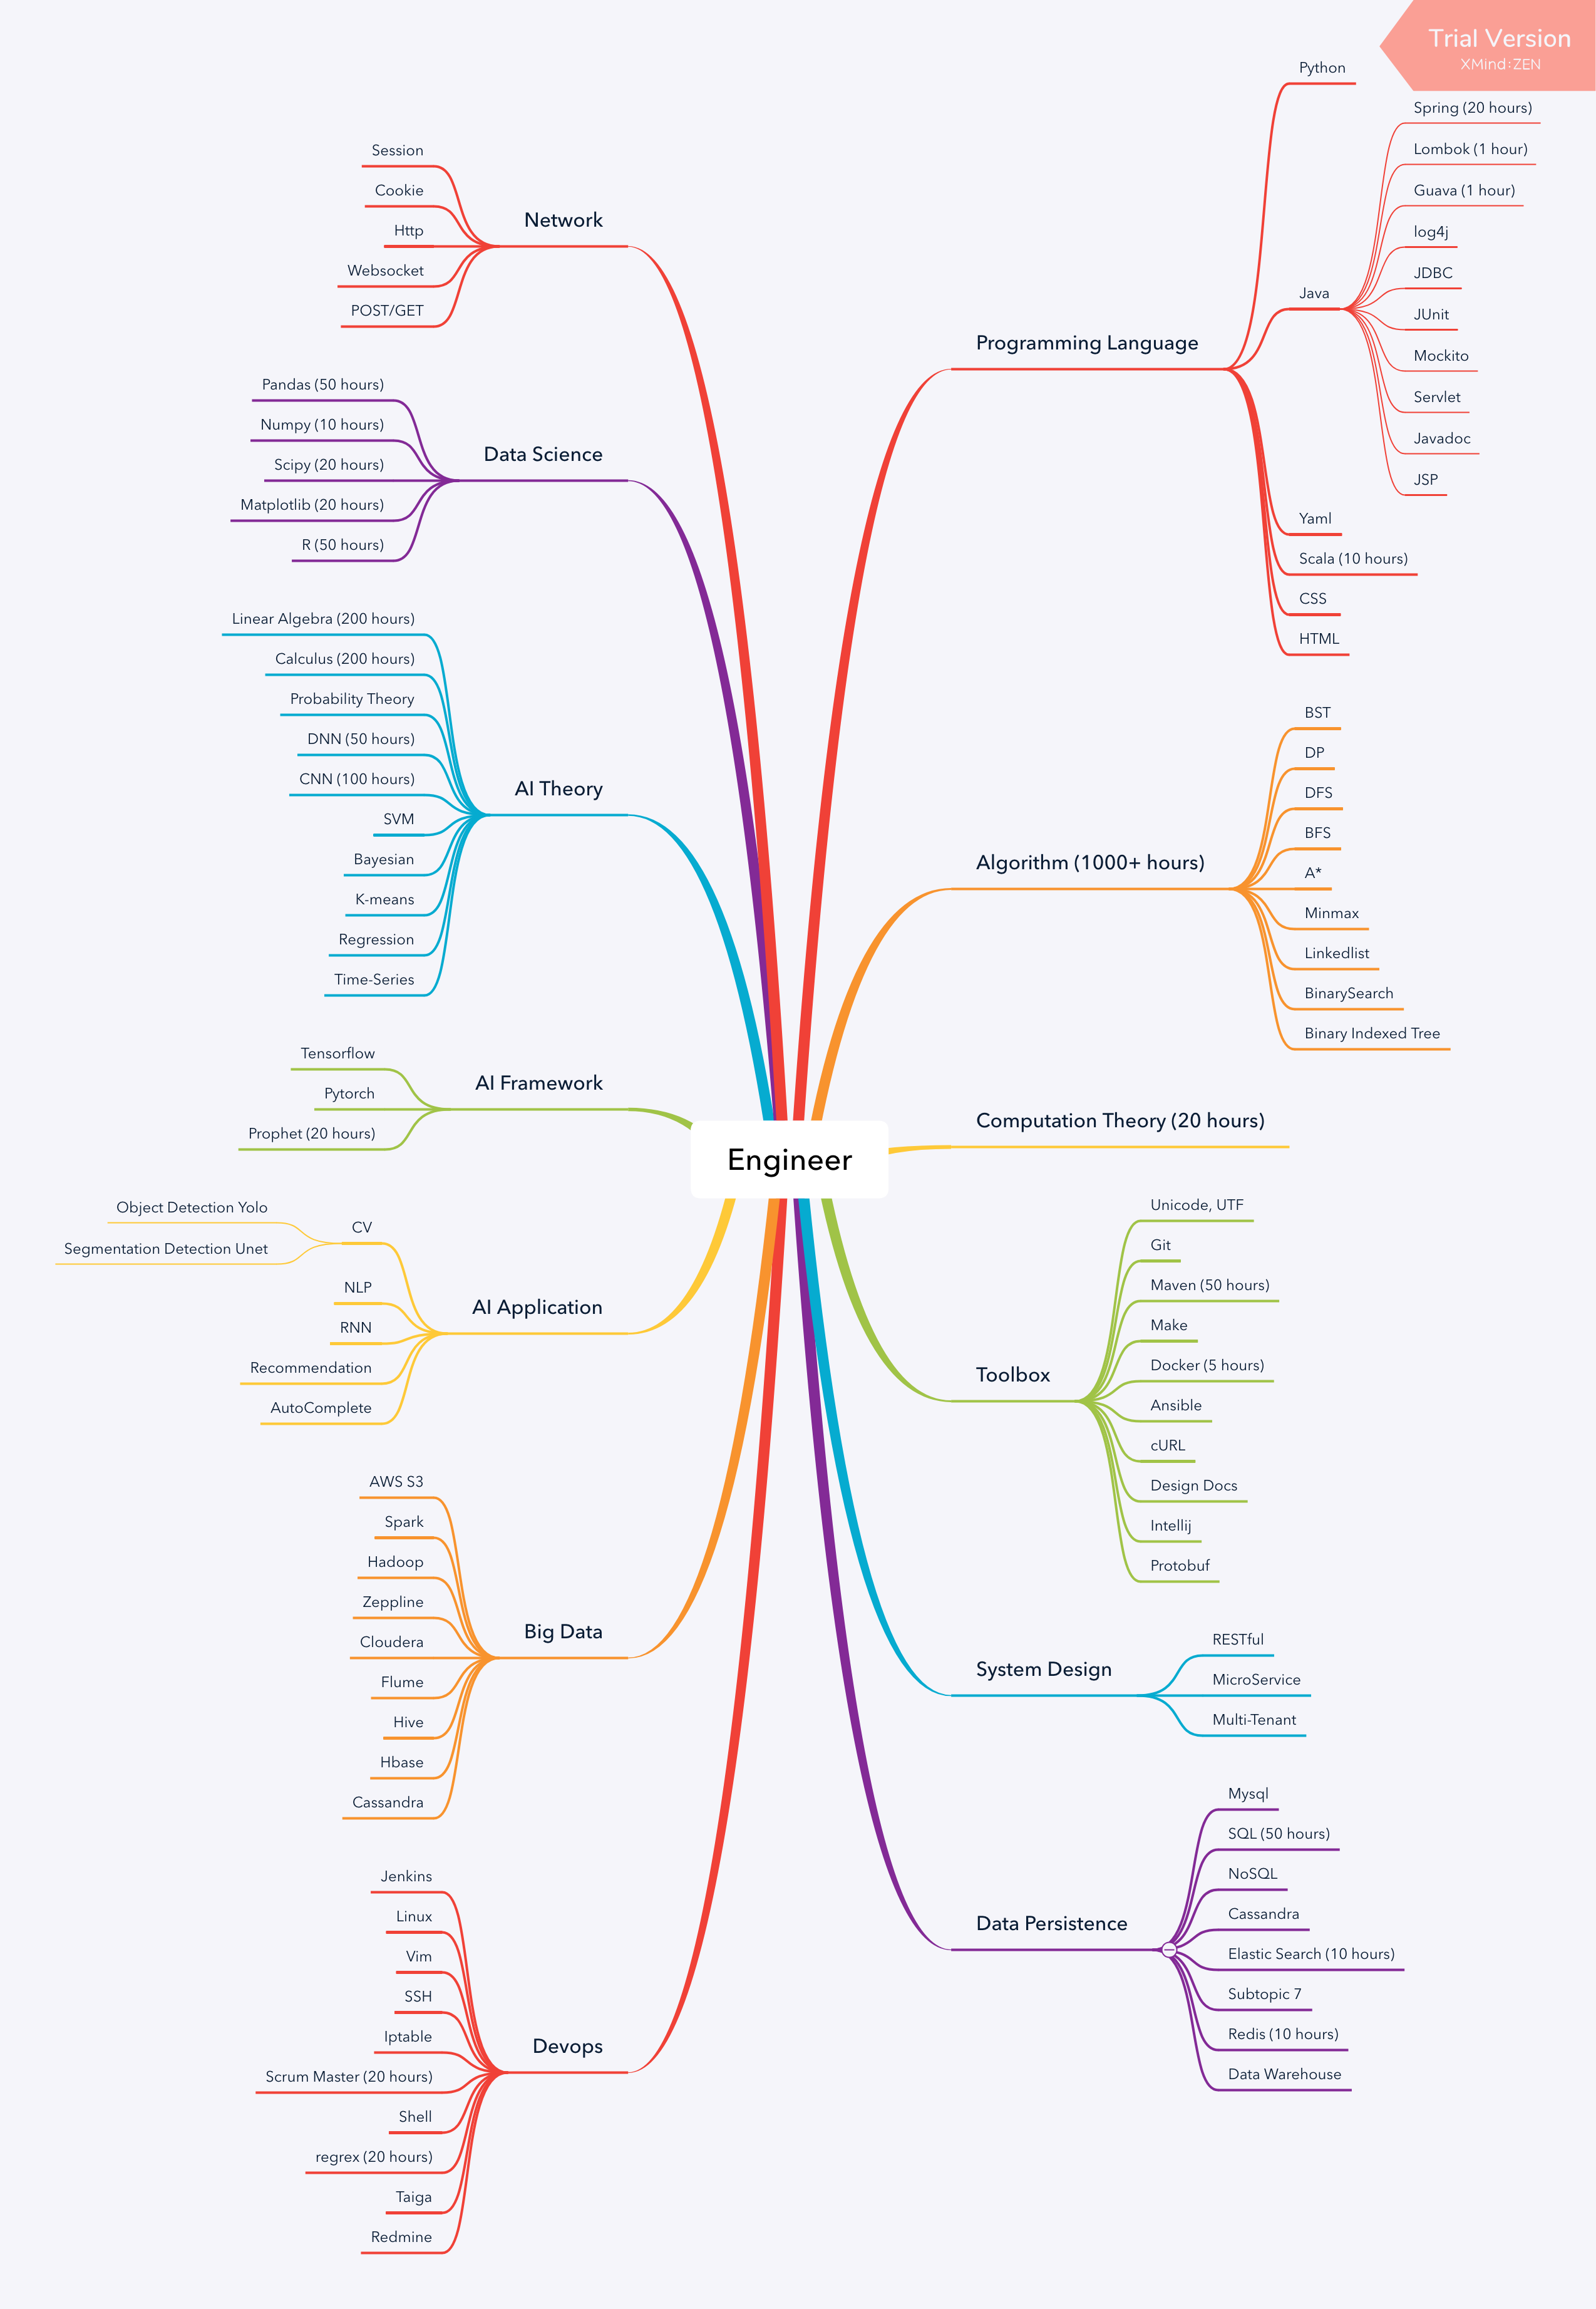 Trial Version
XMind:ZEN
Engineer
Programming Language
Python
Java
Spring (20 hours)
Lombok (1 hour)
Guava (1 hour)
log4j
JDBC
JUnit
Mockito
Servlet
Javadoc
JSP
Yaml
Scala (10 hours)
CSS
HTML
Algorithm (1000+ hours)
BST
DP
DFS
BFS
A*
Minmax
Linkedlist
BinarySearch
Binary Indexed Tree
Computation Theory (20 hours)
Toolbox
Unicode, UTF
Git
Maven (50 hours)
Make
Docker (5 hours)
Ansible
cURL
Design Docs
Intellij
Protobuf
System Design
RESTful
MicroService
Multi-Tenant
Data Persistence
Mysql
SQL (50 hours)
NoSQL
Cassandra
Elastic Search (10 hours)
Subtopic 7
Redis (10 hours)
Data Warehouse
Network
Session
Cookie
Http
Websocket
POST/GET
Data Science
Pandas (50 hours)
Numpy (10 hours)
Scipy (20 hours)
Matplotlib (20 hours)
R (50 hours)
AI Theory
Linear Algebra (200 hours)
Calculus (200 hours)
Probability Theory
DNN (50 hours)
CNN (100 hours)
SVM
Bayesian
K-means
Regression
Time-Series
AI Framework
Tensorflow
Pytorch
Prophet (20 hours)
AI Application
CV
Object Detection Yolo
Segmentation Detection Unet
NLP
RNN
Recommendation
AutoComplete
Big Data
AWS S3
Spark
Hadoop
Zeppline
Cloudera
Flume
Hive
Hbase
Cassandra
Devops
Jenkins
Linux
Vim
SSH
Iptable
Scrum Master (20 hours)
Shell
regrex (20 hours)
Taiga
Redmine